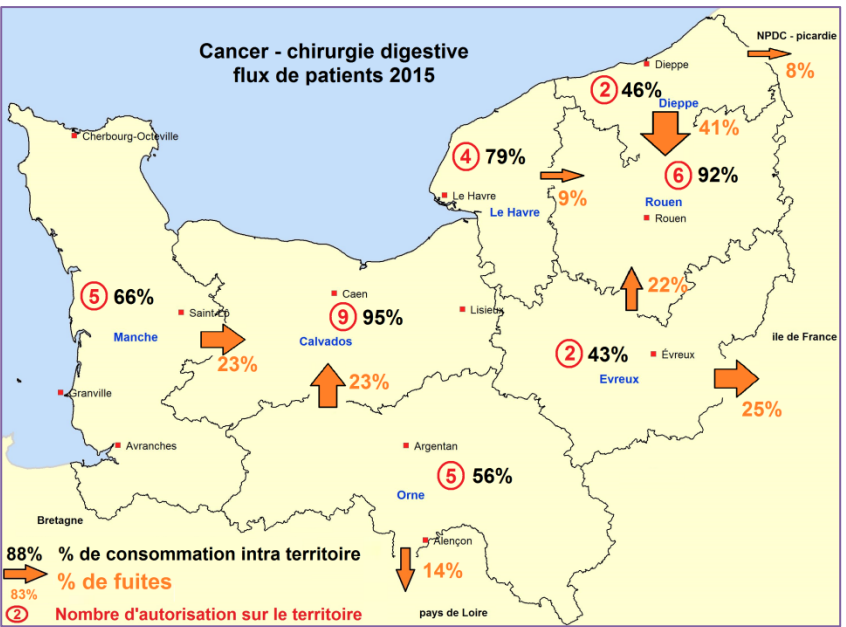 Cancer - chirurgie digestive
flux de patients 2015
NPDC - picardie
8%
Dieppe
2 46%
Dieppe
41%
Cherbourg-Octeville
4 79%
6 92%
Le Havre
9%
Rouen
Le Havre
Rouen
5 66%
Saint-Lô
Manche
23%
Caen
9 95%
Lisieux
Calvados
22%
ile de France
2 43%
Évreux
Evreux
25%
23%
Granville
Avranches
Argentan
5 56%
Orne
Bretagne
Alençon
14%
pays de Loire
88% % de consommation intra territoire
83% % de fuites
2 Nombre d'autorisation sur le territoire